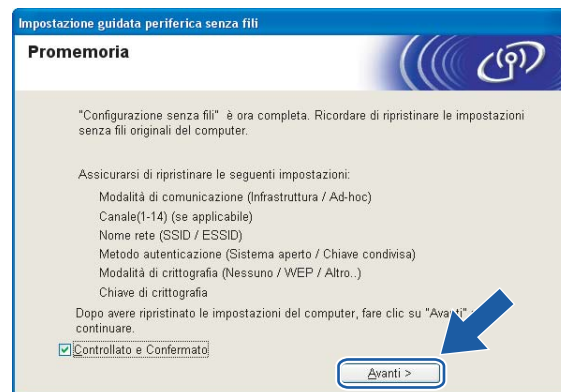 Impostazione guidata periferica senza fili
Promemoria
"Configurazione senza fili" è ora completa. Ricordare di ripristinare le impostazioni
senza fili originali del computer.
Assicurarsi di ripristinare le seguenti impostazioni:
Modalità di comunicazione (Infrastruttura / Ad-hoc)
Canale(1-14) (se applicabile)
Nome rete (SSID / ESSID)
Metodo autenticazione (Sistema aperto / Chiave condivisa)
Modalità di crittografia (Nessuno / WEP / Altro..)
Chiave di crittografia
Dopo avere ripristinato le impostazioni del computer, fare clic su "Avanti"
continuare.
Controllato e Confermato
Avanti >